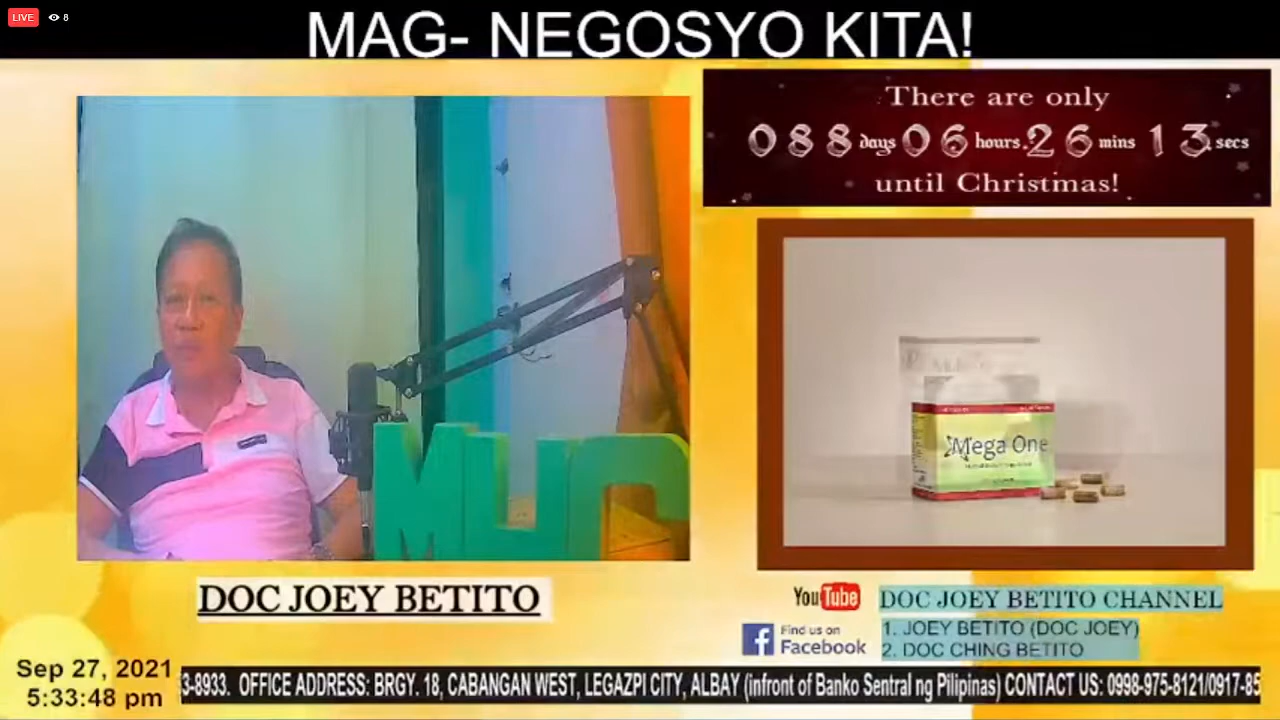 LIVE 8
MAG- NEGOSYO KITA!
There are only
088 days 06 hours 26 mins 13 secs
until Christmas!
Mega One
DOC JOEY BETITO
YouTube DOC JOEY BETITO CHANNEL
Find us on Facebook
1. JOEY BETITO (DOC JOEY)
2. DOC CHING BETITO
Sep 27, 2021
5:33:48 pm
3-8933. OFFICE ADDRESS: BRGY. 18, CABANGAN WEST, LEGAZPI CITY, ALBAY (infront of Banko Sentral ng Pilipinas) CONTACT US: 0998-975-8121/0917-85